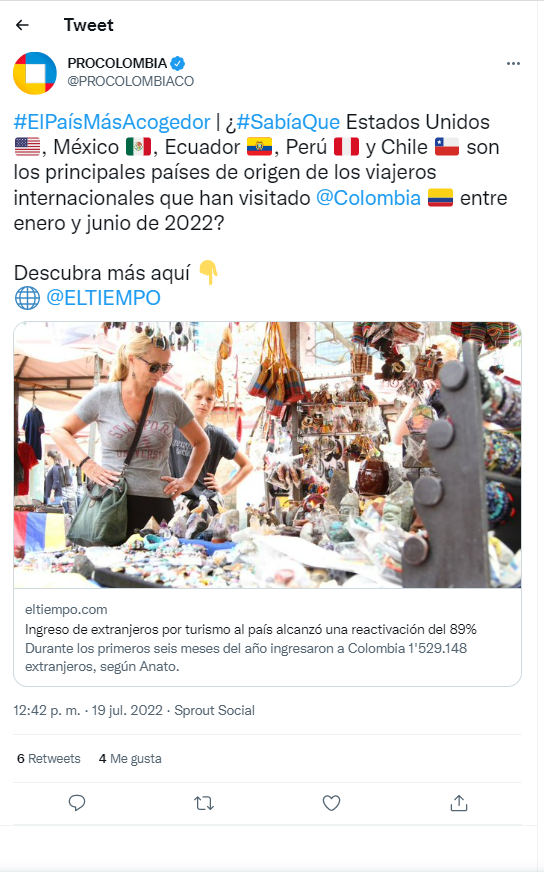 Tweet
PROCOLOMBIA
@PROCOLOMBIACO
#ElPaísMásAcogedor | ¿#SabíaQue Estados Unidos
🇺🇸, México 🇲🇽, Ecuador 🇪🇨, Perú 🇵🇪 y Chile 🇨🇱 son
los principales países de origen de los viajeros
internacionales que han visitado @Colombia 🇨🇴 entre
enero y junio de 2022?
Descubra más aquí 👇
🌐 @ELTIEMPO
STANFORD
UNIVERSITY
eltiempo.com
Ingreso de extranjeros por turismo al país alcanzó una reactivación del 89%
Durante los primeros seis meses del año ingresaron a Colombia 1'529.148
extranjeros, según Anato.
12:42 p. m. · 19 jul. 2022 · Sprout Social
6 Retweets 4 Me gusta